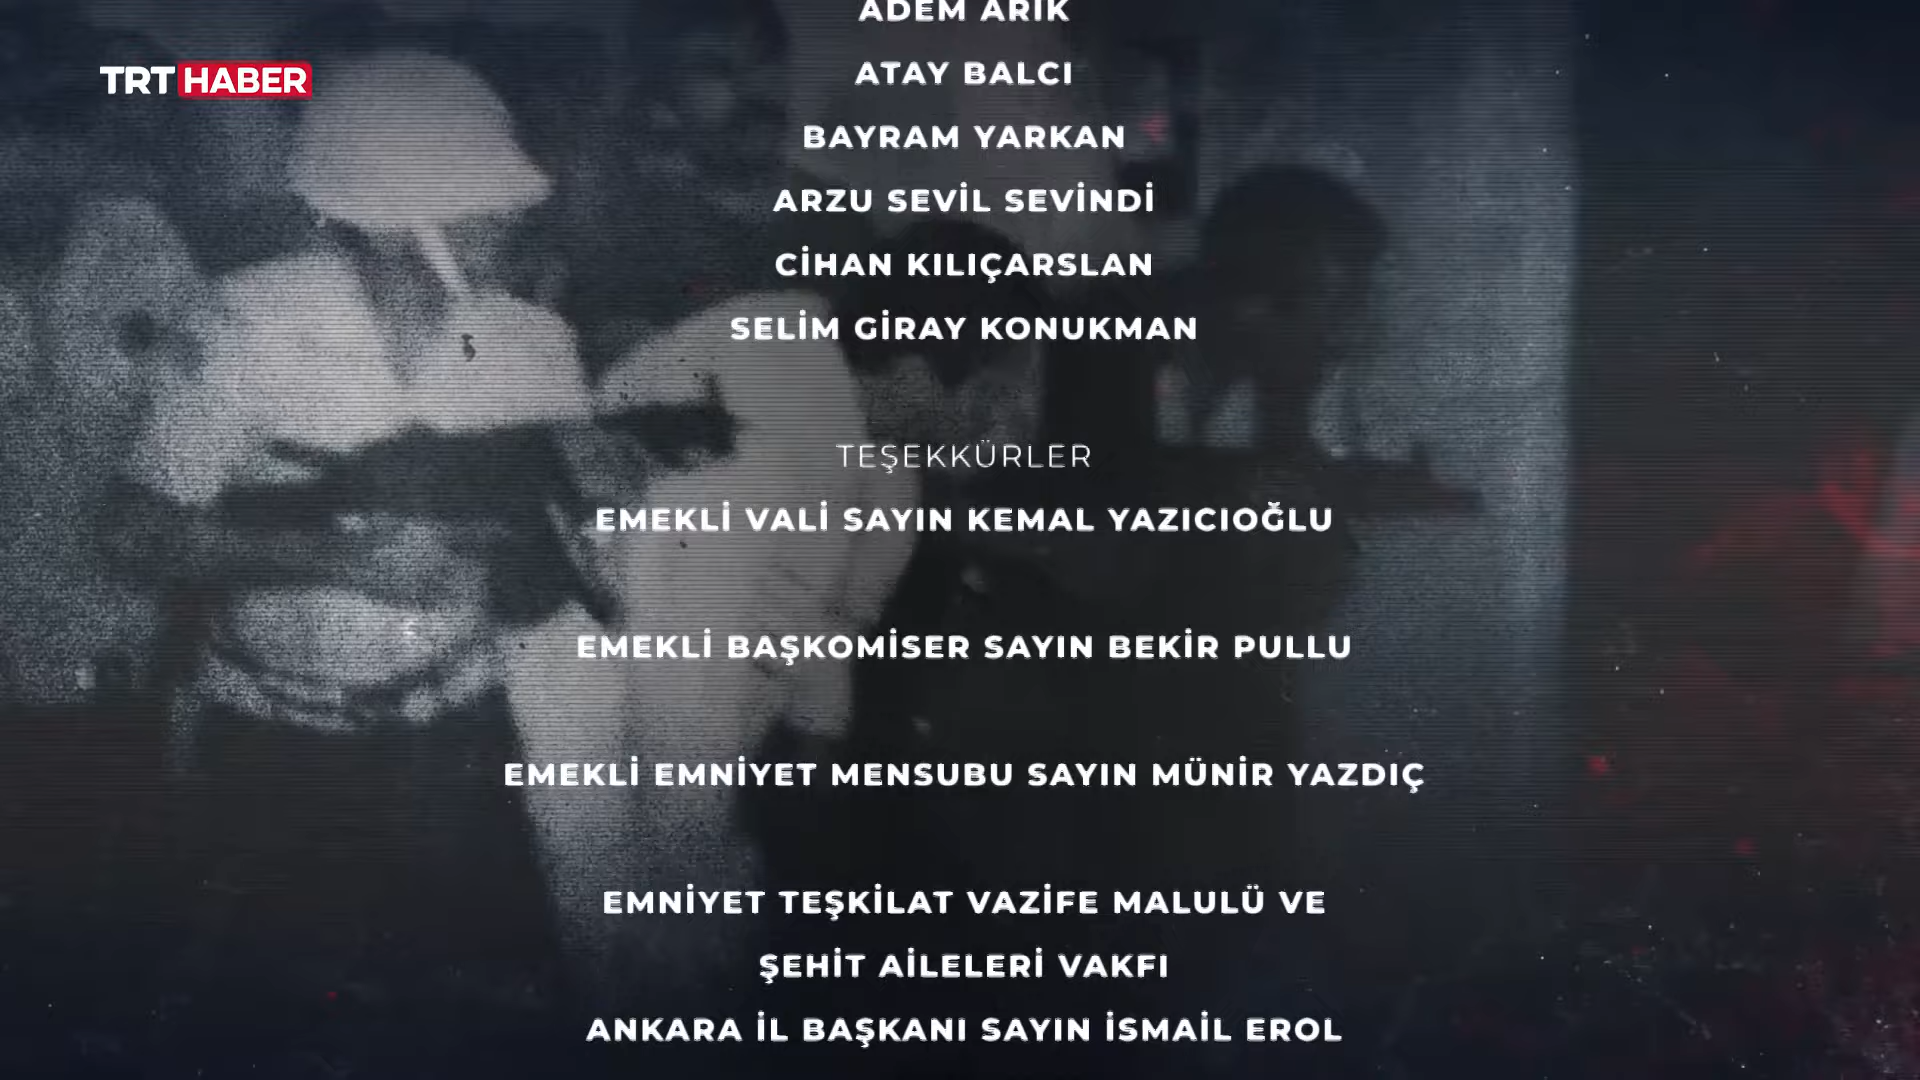 ADEM ARIK
TRT HABER
ATAY BALCI
BAYRAM YARKAN
ARZU SEVİL SEVİNDİ
CİHAN KILIÇARSLAN
SELİM GİRAY KONUKMAN
TEŞEKKÜRLER
EMEKLİ VALİ SAYIN KEMAL YAZICIOĞLU
EMEKLİ BAŞKOMİSER SAYIN BEKİR PULLU
EMEKLİ EMNİYET MENSUBU SAYIN MÜNİR YAZDIÇ
EMNİYET TEŞKİLAT VAZİFE MALULÜ VE
ŞEHİT AİLELERİ VAKFI
ANKARA İL BAŞKANI SAYIN İSMAİL EROL